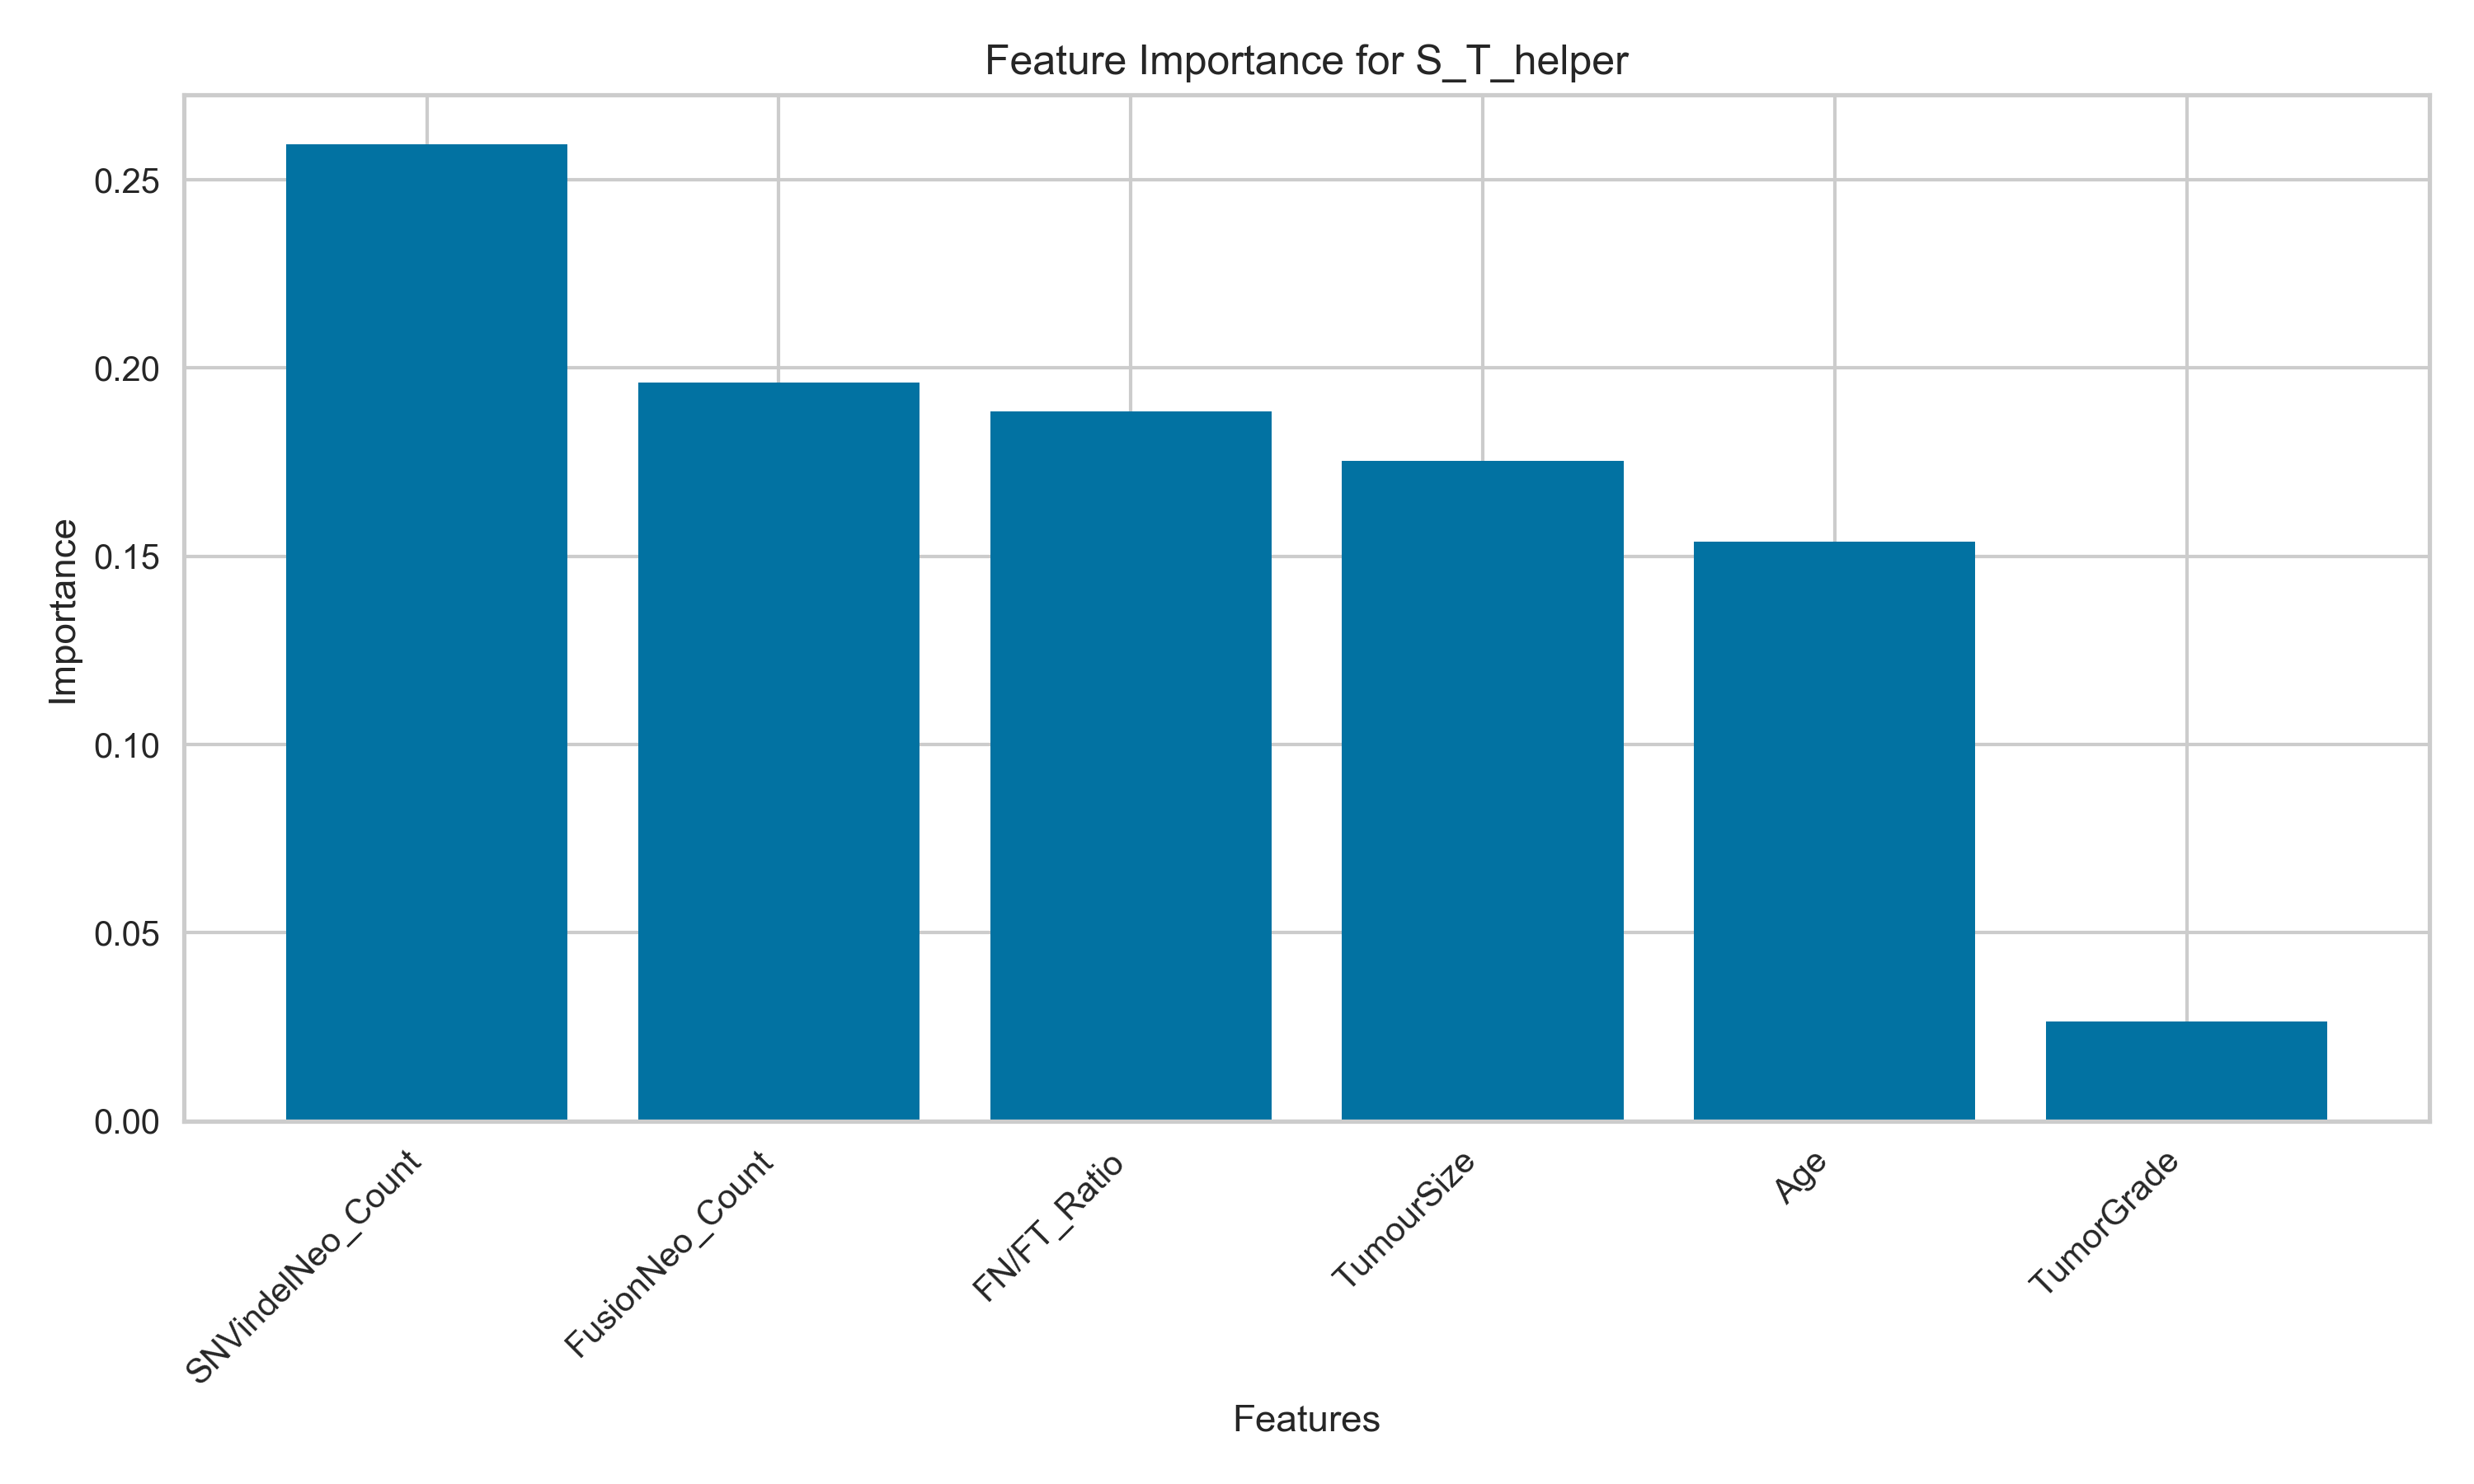 Feature Importance for S_T_helper
Importance
0.25
0.20
0.15
0.10
0.05
0.00
SNVindelNeo_Count
FusionNeo_Count
FN/FT_Ratio
TumourSize
Age
TumorGrade
Features